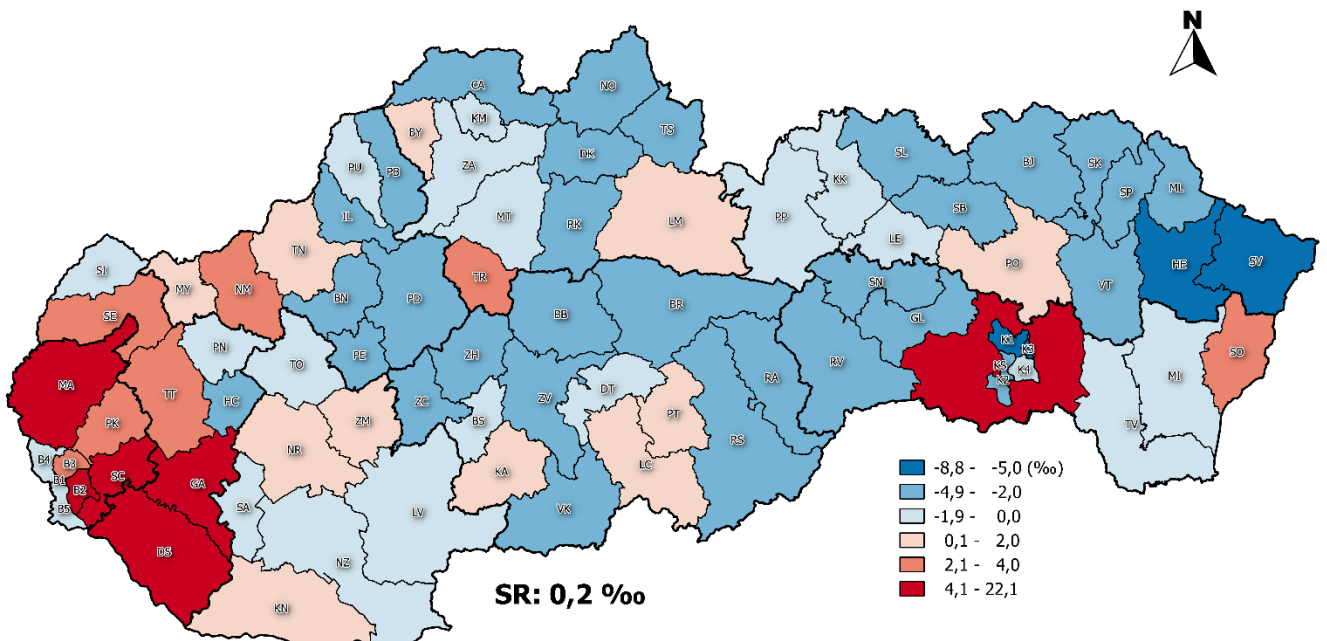 N
CA
NO
KM
BY
TS
ZA
DK
PU
PB
SL
BJ
SK
SP
ML
KK
IL
MT
RK
LM
PP
SB
LE
TN
PO
HE
SV
SI
MY
NM
TR
BN
PD
SN
VT
SE
BB
BR
GL
PN
TO
PE
ZH
K1
K3
SO
RV
KS
K4
K2
MA
TT
HC
ZC
ZV
DT
RA
MI
PK
ZM
BS
PT
TV
NR
RS
B4
B3
KA
LC
B1
B2
SC
GA
-8,8 - -5,0 (‰)
-4,9 - -2,0
-1,9 - 0,0
0,1 - 2,0
2,1 - 4,0
4,1 - 22,1
B5
SA
LV
VK
DS
NZ
KN
SR: 0,2 ‰